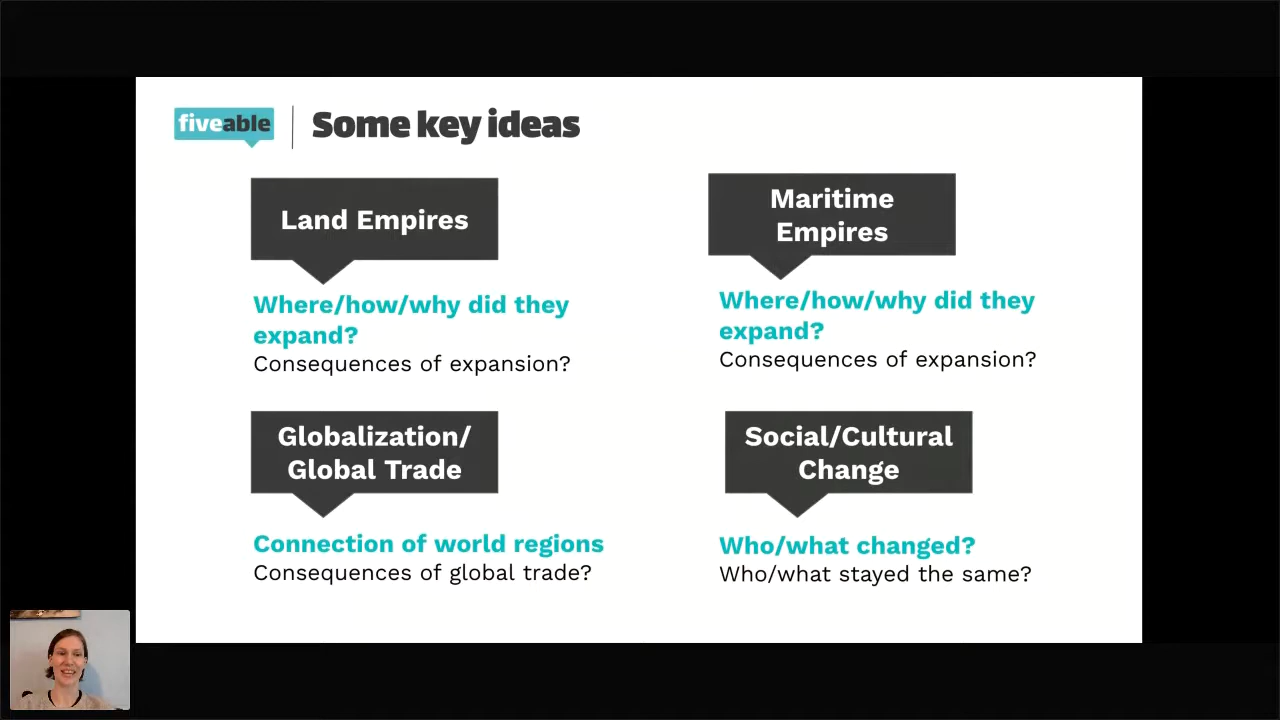 fiveable
Some key ideas
Land Empires
Where/how/why did they
expand?
Consequences of expansion?
Maritime
Empires
Where/how/why did they
expand?
Consequences of expansion?
Globalization/
Global Trade
Connection of world regions
Consequences of global trade?
Social/Cultural
Change
Who/what changed?
Who/what stayed the same?